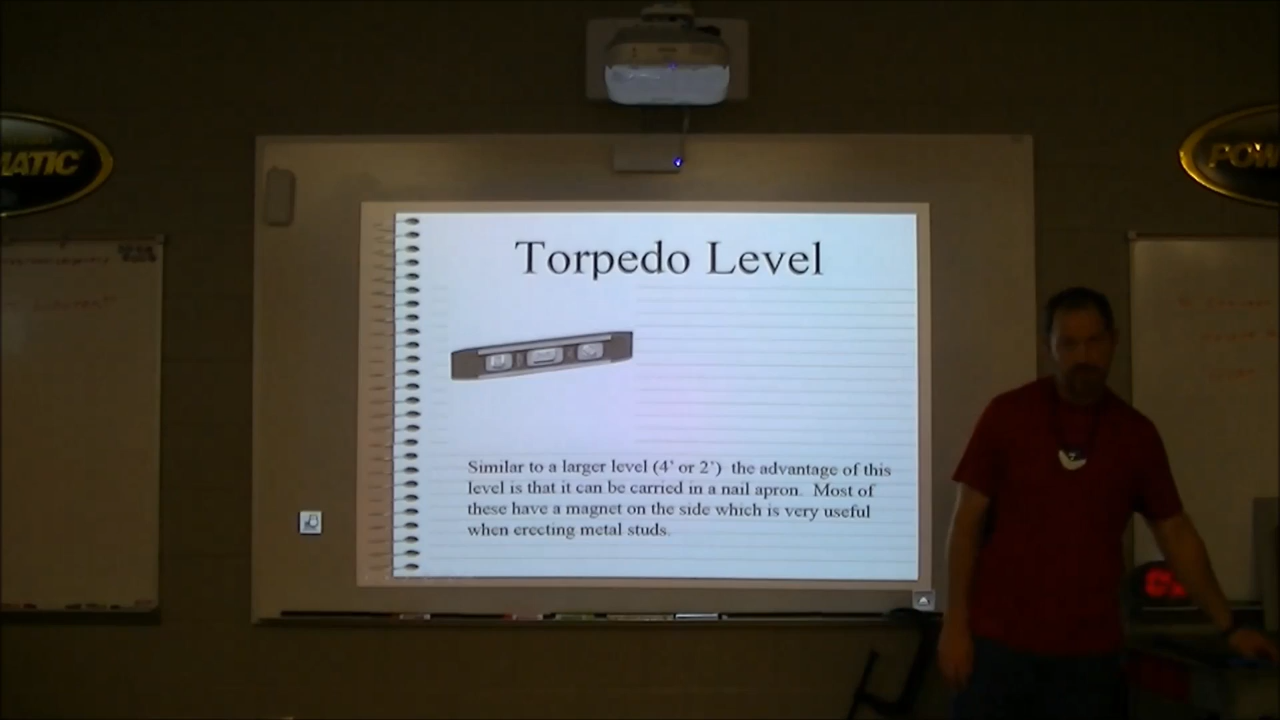 MATIC
POW
Torpedo Level
Similar to a larger level (4' or 2') the advantage of this
level is that it can be carried in a nail apron. Most of
these have a magnet on the side which is very useful
when erecting metal studs.